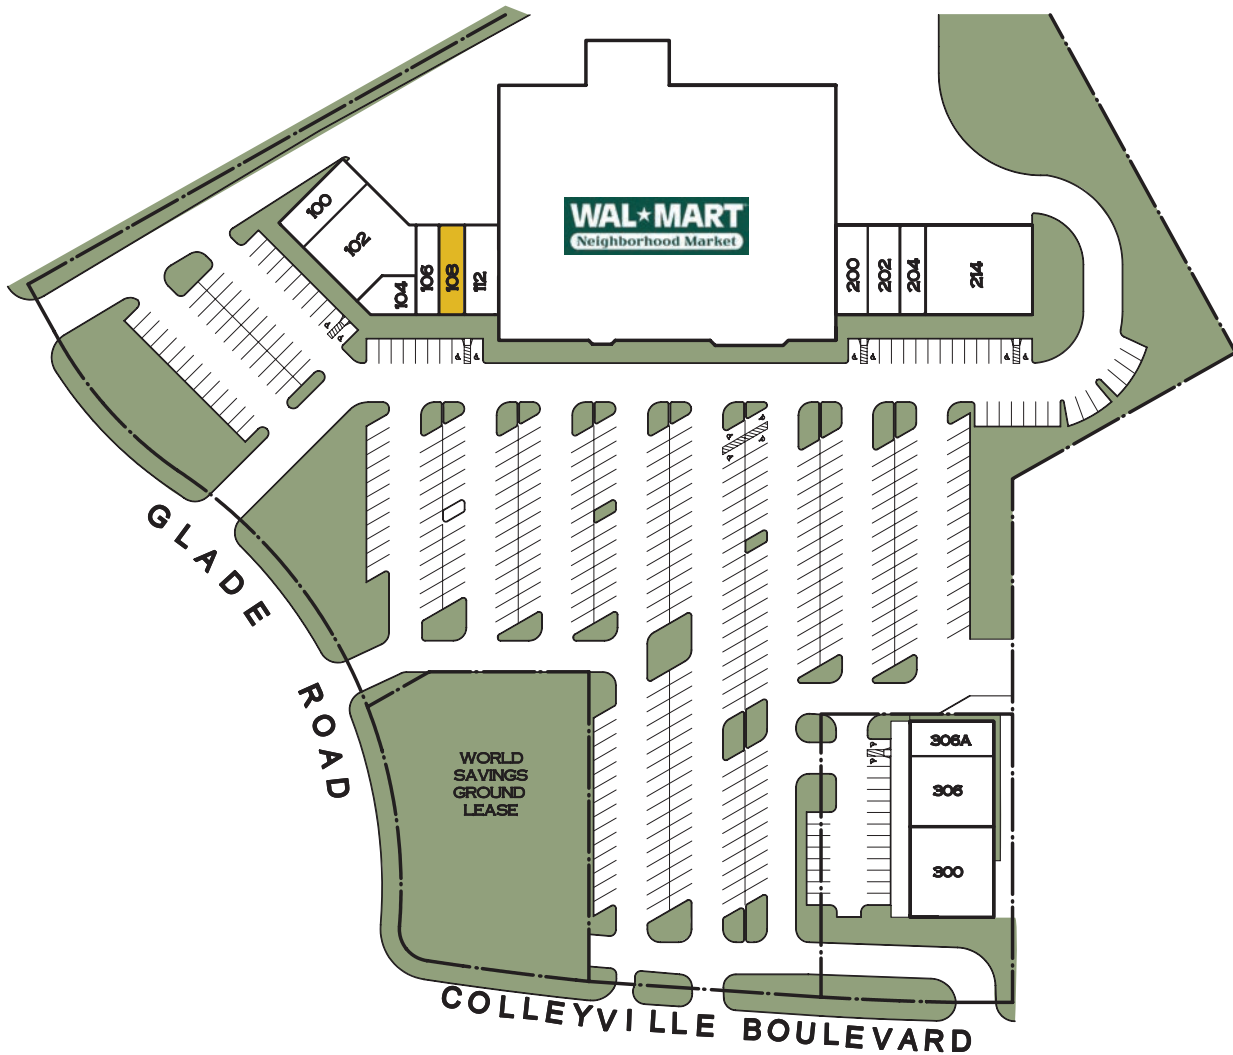 WAL★MART
Neighborhood Market
100
102
104
106
108
112
200
202
204
214
GLADE ROAD
WORLD
SAVINGS
GROUND
LEASE
306A
306
300
COLLEYVILLE BOULEVARD